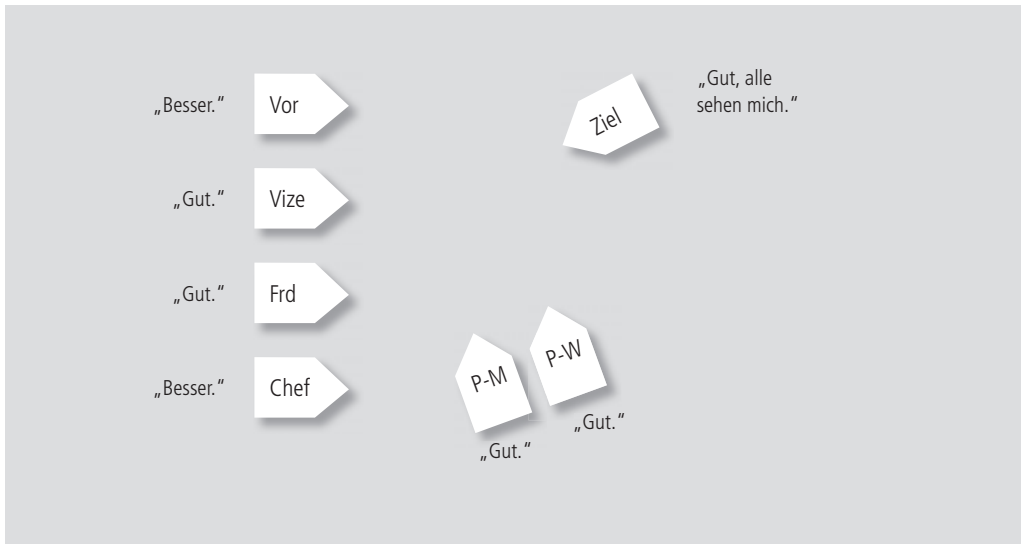 „Besser.“
Vor
Ziel
„Gut, alle
sehen mich.“
„Gut.“
Vize
„Gut.“
Frd
„Besser.“
Chef
P-M
P-W
„Gut.“
„Gut.“